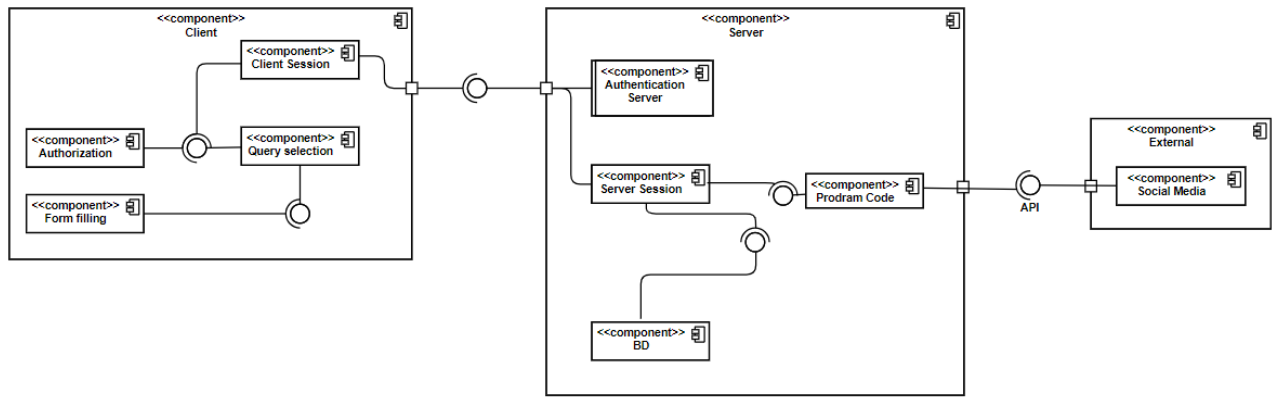 <<component>>
Client
<<component>>
Client Session
<<component>>
Authorization
<<component>>
Query selection
<<component>>
Form filling
<<component>>
Server
<<component>>
Authentication
Server
<<component>>
Server Session
<<component>>
Prodram Code
<<component>>
BD
API
<<component>>
External
<<component>>
Social Media